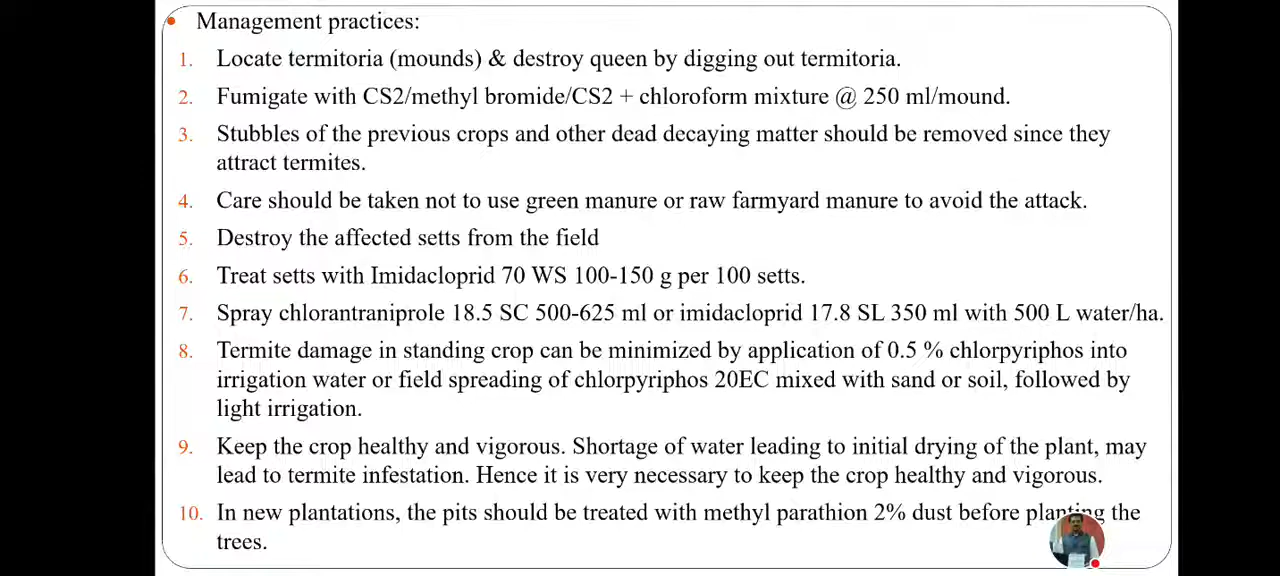 • Management practices:
1. Locate termitoria (mounds) & destroy queen by digging out termitoria.
2. Fumigate with CS2/methyl bromide/CS2 + chloroform mixture @ 250 ml/mound.
3. Stubbles of the previous crops and other dead decaying matter should be removed since they
attract termites.
4. Care should be taken not to use green manure or raw farmyard manure to avoid the attack.
5. Destroy the affected setts from the field
6. Treat setts with Imidacloprid 70 WS 100-150 g per 100 setts.
7. Spray chlorantraniprole 18.5 SC 500-625 ml or imidacloprid 17.8 SL 350 ml with 500 L water/ha.
8. Termite damage in standing crop can be minimized by application of 0.5 % chlorpyriphos into
irrigation water or field spreading of chlorpyriphos 20EC mixed with sand or soil, followed by
light irrigation.
9. Keep the crop healthy and vigorous. Shortage of water leading to initial drying of the plant, may
lead to termite infestation. Hence it is very necessary to keep the crop healthy and vigorous.
10. In new plantations, the pits should be treated with methyl parathion 2% dust before planting the
trees.